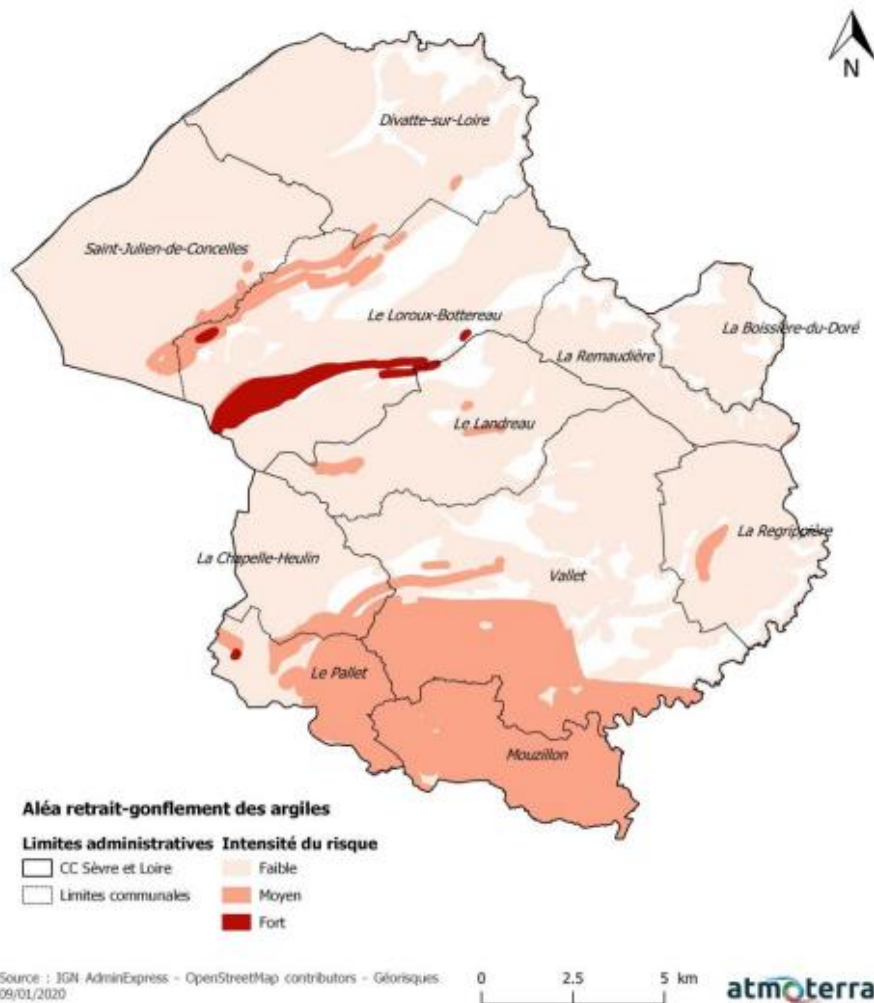 N
Divatte-sur-Loire
Saint-Julien-de-Concelles
Le Loroux-Bottereau
La Boissière-du-Doré
La Remaudière
Le Landreau
La Regrippière
La Chapelle-Heulin
Vallet
Le Pallet
Mouzillon
Aléa retrait-gonflement des argiles
Limites administratives Intensité du risque
CC Sèvre et Loire Faible
Limites communales Moyen
Fort
Source : IGN AdminExpress - OpenStreetMap contributors - Géorisques
09/01/2020
0 2.5 5 km
atmoterra